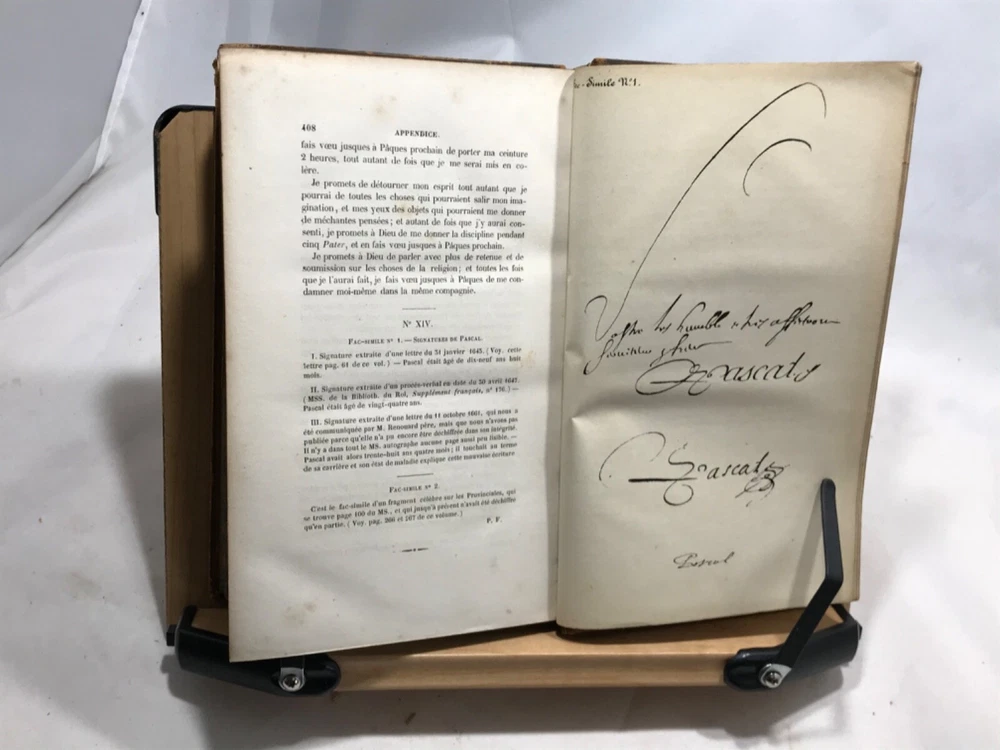 408
APPENDICE.
fais vœu jusques à Pâques prochain de porter ma ceinture
2 heures, tout autant de fois que je me serai mis en co-
lère.
Je promets de détourner mon esprit tout autant que je
pourrai de toutes les choses qui pourraient salir mon ima-
gination, et mes yeux des objets qui pourraient me donner
de méchantes pensées; et autant de fois que j'y aurai con-
senti, je promets à Dieu de me donner la discipline pendant
cinq Pater, et en fais vœu jusques à Pâques prochain.
Je promets à Dieu de parler avec plus de retenue et de
soumission sur les choses de la religion; et toutes les fois
que je l'aurai fait, je fais vœu jusques à Pâques de me con-
damner moi-même dans la même compagnie.
N° XIV.
FAC-SIMILE N° 1. — SIGNATURES DE PASCAL.
I. Signature extraite d'une lettre du 31 janvier 1643. (Voy. cette
lettre pag. 61 de ce vol.) — Pascal était âgé de dix-neuf ans huit
mois.
II. Signature extraite d'un procès-verbal en date du 30 avril 1647.
(MSS. de la Biblioth. du Roi, Supplément français, n° 176.) —
Pascal était âgé de vingt-quatre ans.
III. Signature extraite d'une lettre du 11 octobre 1661, qui nous a
été communiquée par M. Renouard père, mais que nous n'avons pas
publiée parce qu'elle n'a pu encore être déchiffrée dans son intégrité.
Il n'y a dans tout le MS. autographe aucune page aussi peu lisible. —
Pascal avait alors trente-huit ans quatre mois; il touchait au terme
de sa carrière et son état de maladie explique cette mauvaise écriture
FAC-SIMILE N° 2.
C'est le fac-simile d'un fragment célèbre sur les Provinciales, qui
se trouve page 100 du MS., et qui jusqu'à présent n'avait été déchiffré
qu'en partie. (Voy. pag. 366 et 367 de ce volume.)
P. F.
-Simile N.° 1.
Vostre tres humble et tres
Pascal
Pascal
Pascal